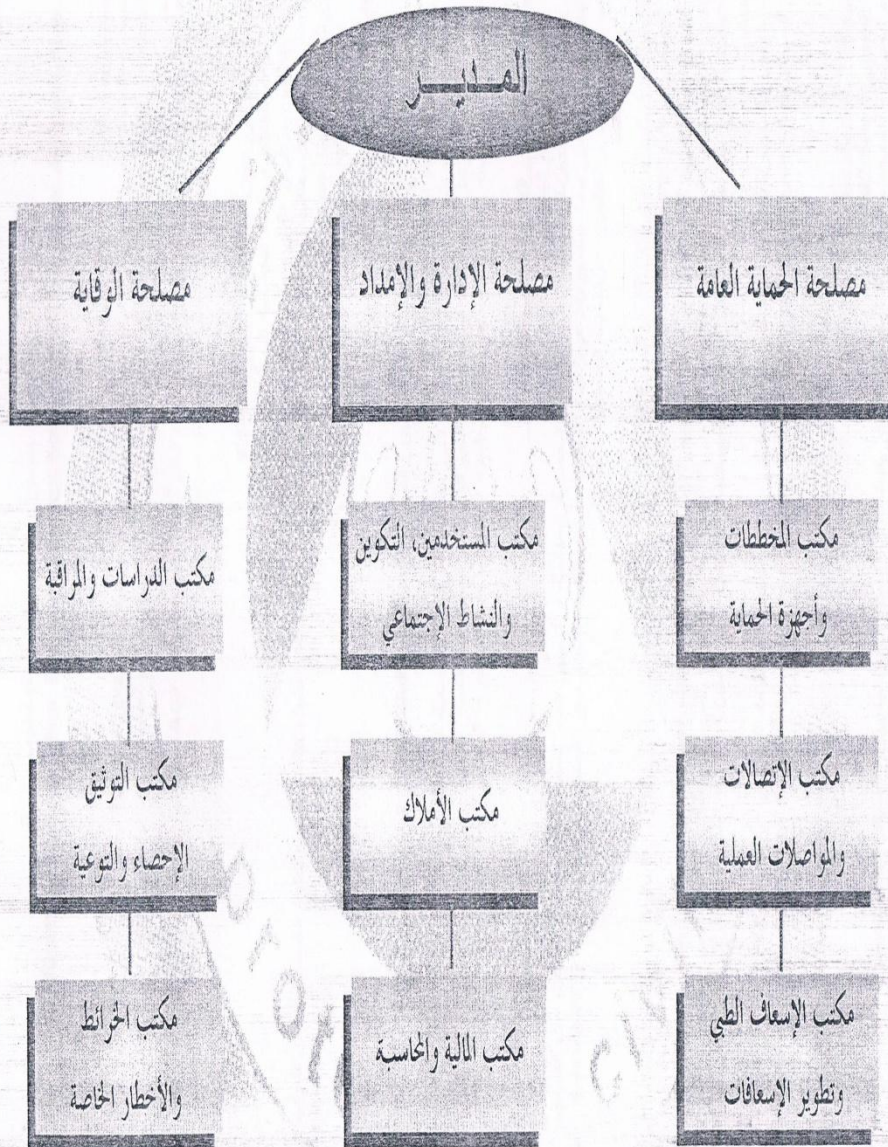 المديـــر
مصلحة الحماية العامة
مصلحة الإدارة والإمداد
مصلحة الوقاية
مكتب المخططات
وأجهزة الحماية
مكتب المستخدمين، التكوين
والنشاط الإجتماعي
مكتب الدراسات والمراقبة
مكتب الإتصالات
والمواصلات العملية
مكتب الأملاك
مكتب التوثيق
الإحصاء والتوعية
مكتب الإسعاف الطبي
وتطوير الإسعافات
مكتب المالية والمحاسبة
مكتب الخرائط
والأخطار الخاصة